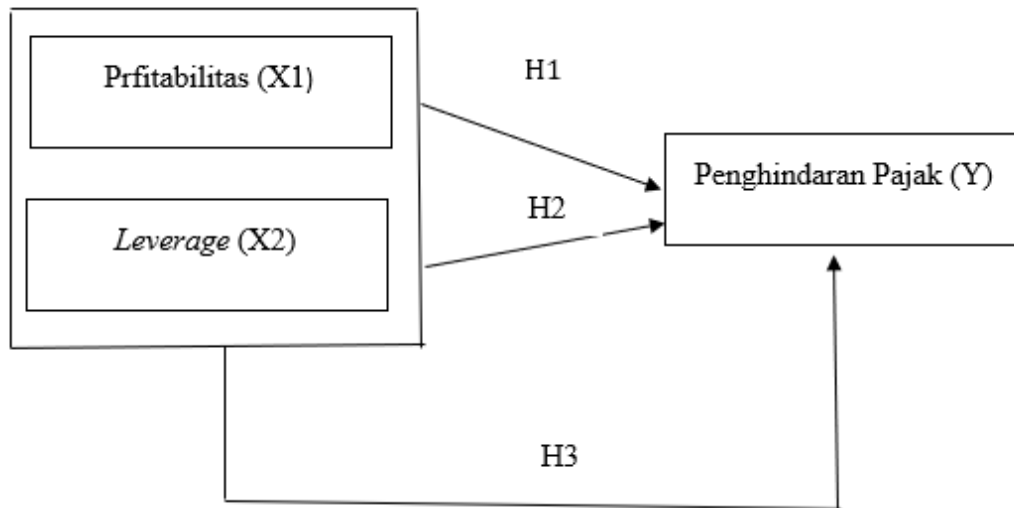 Prfitabilitas (X1)
H1
Penghindaran Pajak (Y)
H2
Leverage (X2)
H3